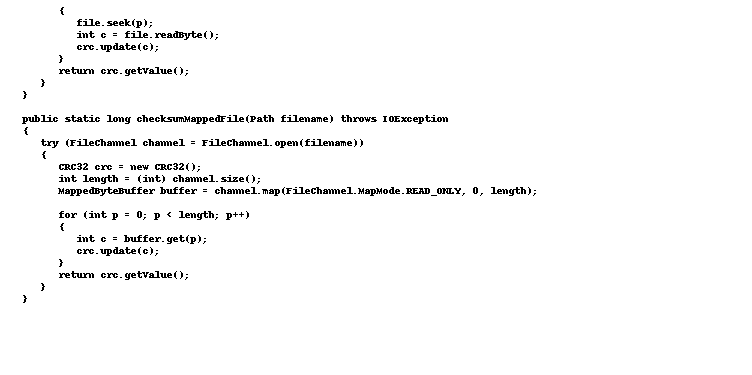 {
file.seek(p);
int c = file.readByte();
crc.update(c);
}
return crc.getValue();
}
}
public static long checksumMappedFile(Path filename) throws IOException
{
try (FileChannel channel = FileChannel.open(filename))
{
CRC32 crc = new CRC32();
int length = (int) channel.size();
MappedByteBuffer buffer = channel.map(FileChannel.MapMode.READ_ONLY, 0, length);
for (int p = 0; p < length; p++)
{
int c = buffer.get(p);
crc.update(c);
}
return crc.getValue();
}
}